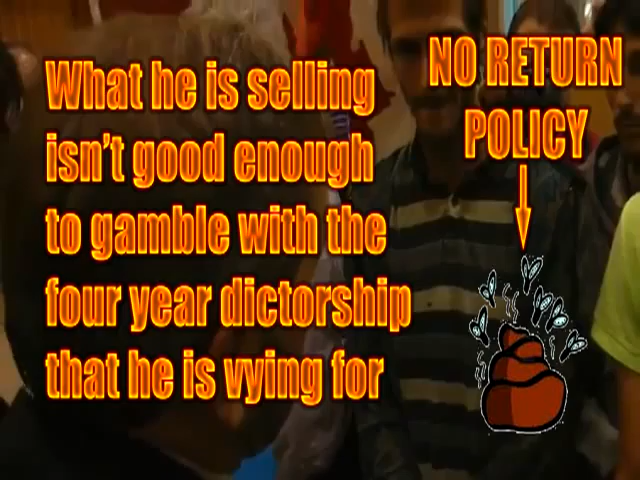 What he is selling
isn't good enough
to gamble with the
four year dictorship
that he is vying for
NO RETURN
POLICY